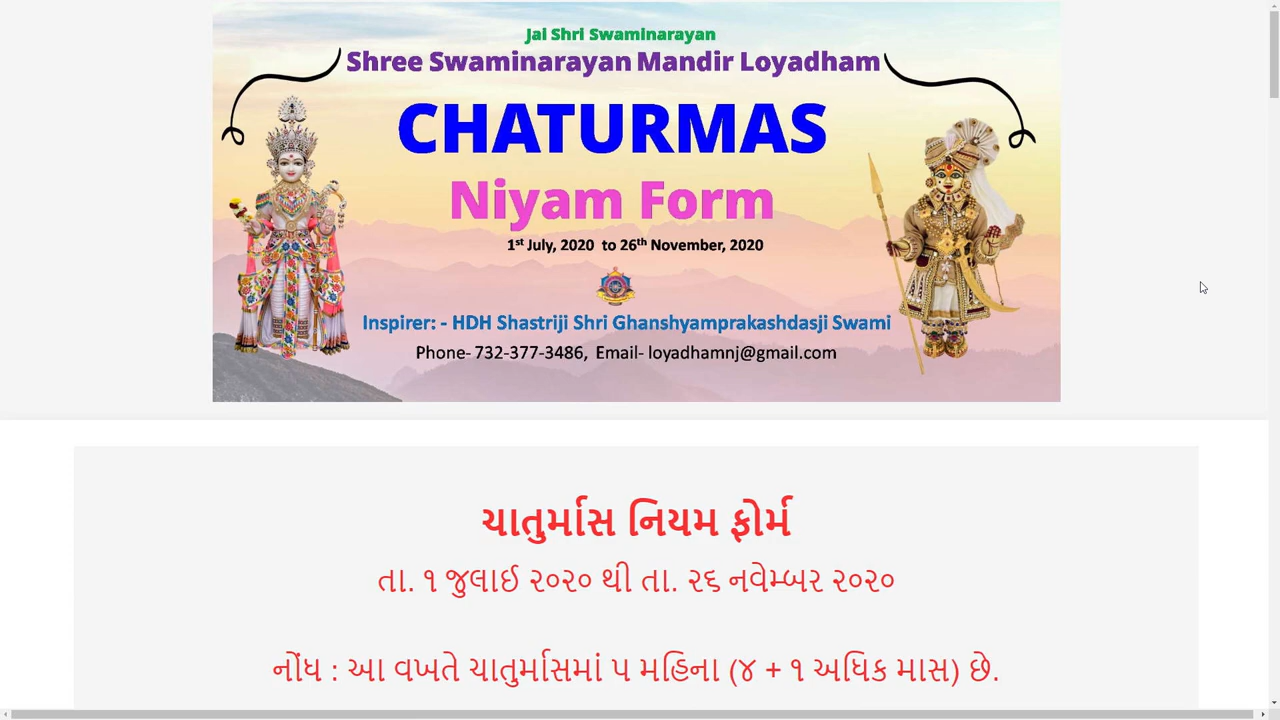 Jai Shri Swaminarayan
Shree Swaminarayan Mandir Loyadham
CHATURMAS
Niyam Form
1st July, 2020 to 26th November, 2020
Inspirer: - HDH Shastriji Shri Ghanshyamprakashdasji Swami
Phone- 732-377-3486, Email- loyadhamnj@gmail.com
ચાતુર્માસ નિયમ ફોર્મ
તા. ૧ જુલાઈ ૨૦૨૦ થી તા. ૨૬ નવેમ્બર ૨૦૨૦
નોંધ : આ વખતે ચાતુર્માસમાં ૫ મહિના (૪ + ૧ અધિક માસ) છે.